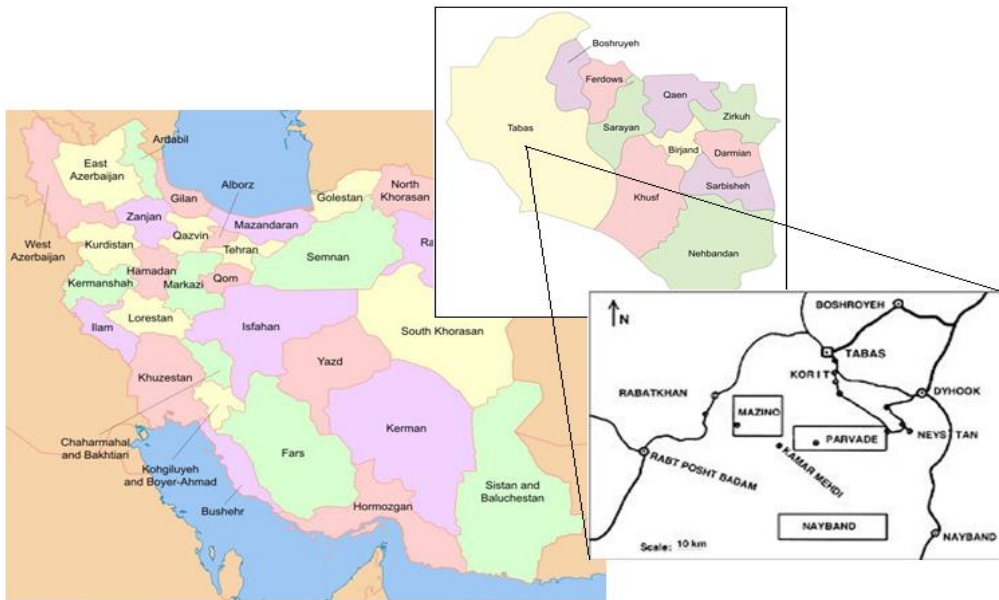 Ardabil
East
Azerbaijan
Alborz
Gilan
Golestan
North
Khorasan
Zanjan
Mazandaran
Ra
West
Azerbaijan
Kurdistan
Qazvin
Tehran
Semnan
Hamadan
Qom
Kermanshah
Markazi
Ilam
Lorestan
Isfahan
South Khorasan
Yazd
Khuzestan
Kerman
Chaharmahal
and Bakhtiari
Fars
Kohgiluyeh
and Boyer-Ahmad
Sistan and
Baluchestan
Bushehr
Hormozgan
Boshruyeh
Ferdows
Qaen
Zirkuh
Tabas
Sarayan
Birjand
Darmian
Sarbisheh
Khusf
Nehbandan
N
BOSHROYEH
TABAS
KORIT
RABATKHAN
DYHOOK
MAZINO
PARVADE
NEYSTAN
KAMAR MEHDI
RABT POSHT BADAM
NAYBAND
NAYBAND
Scale: 10 km